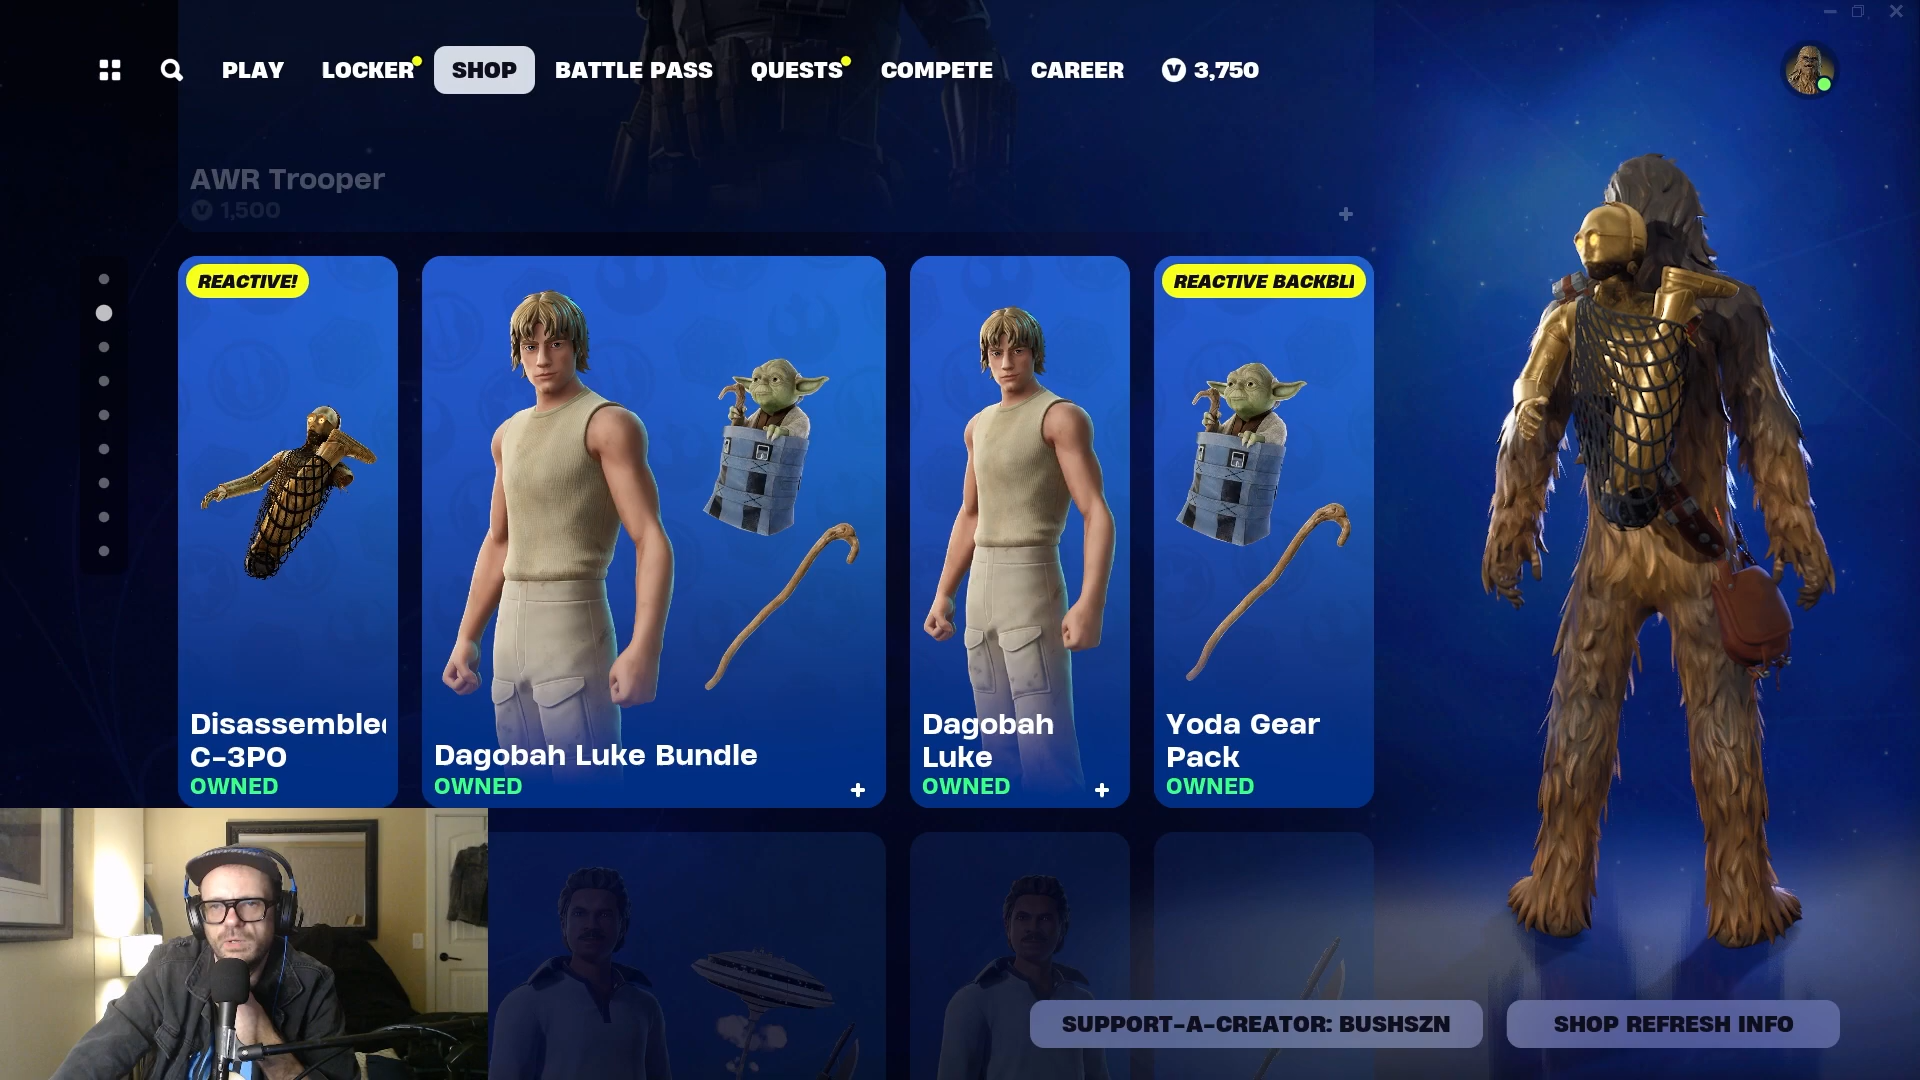 PLAY
LOCKER
SHOP
BATTLE PASS
QUESTS
COMPETE
CAREER
3,750
AWR Trooper
1,500
REACTIVE!
Disassembled
C-3PO
OWNED
Dagobah Luke Bundle
OWNED
Dagobah
Luke
OWNED
REACTIVE BACKBLI
Yoda Gear
Pack
OWNED
SUPPORT-A-CREATOR: BUSHSZN
SHOP REFRESH INFO